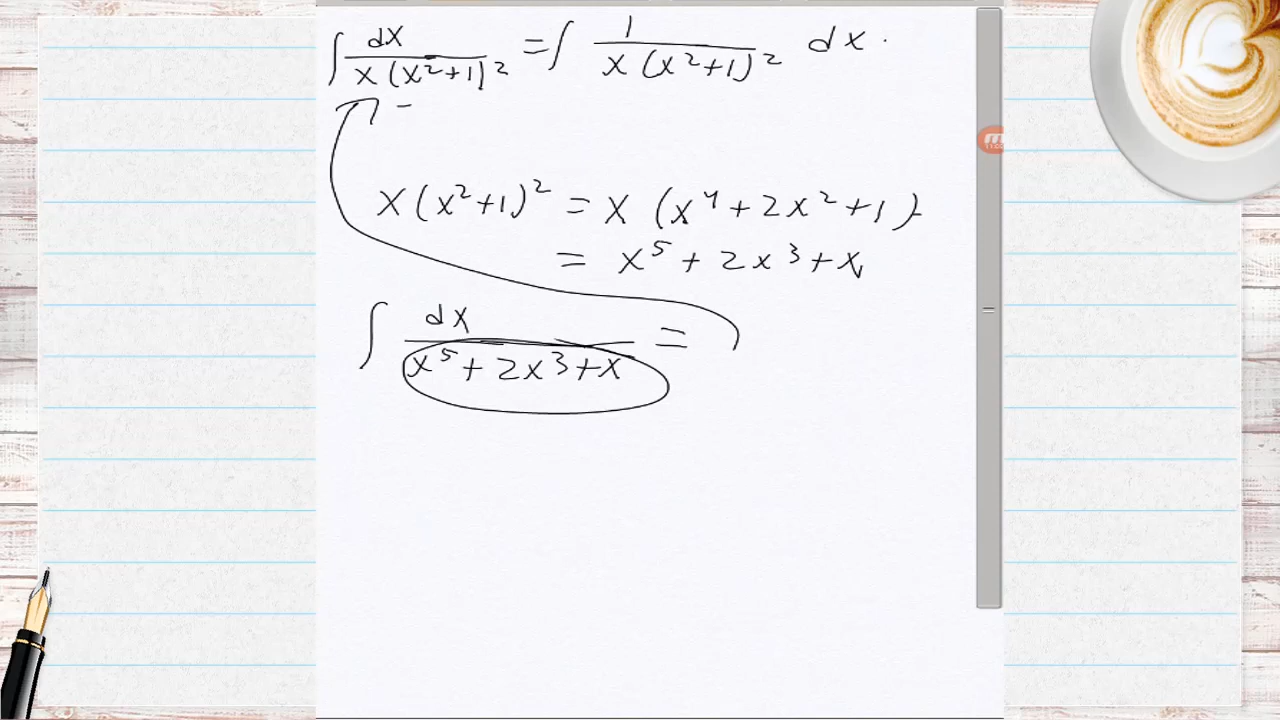 ∫ dx / x(x²+1)² = ∫ 1 / x(x²+1)² dx.
x(x²+1)² = x(x⁴+2x²+1)
= x⁵+2x³+x
∫ dx / x⁵+2x³+x =